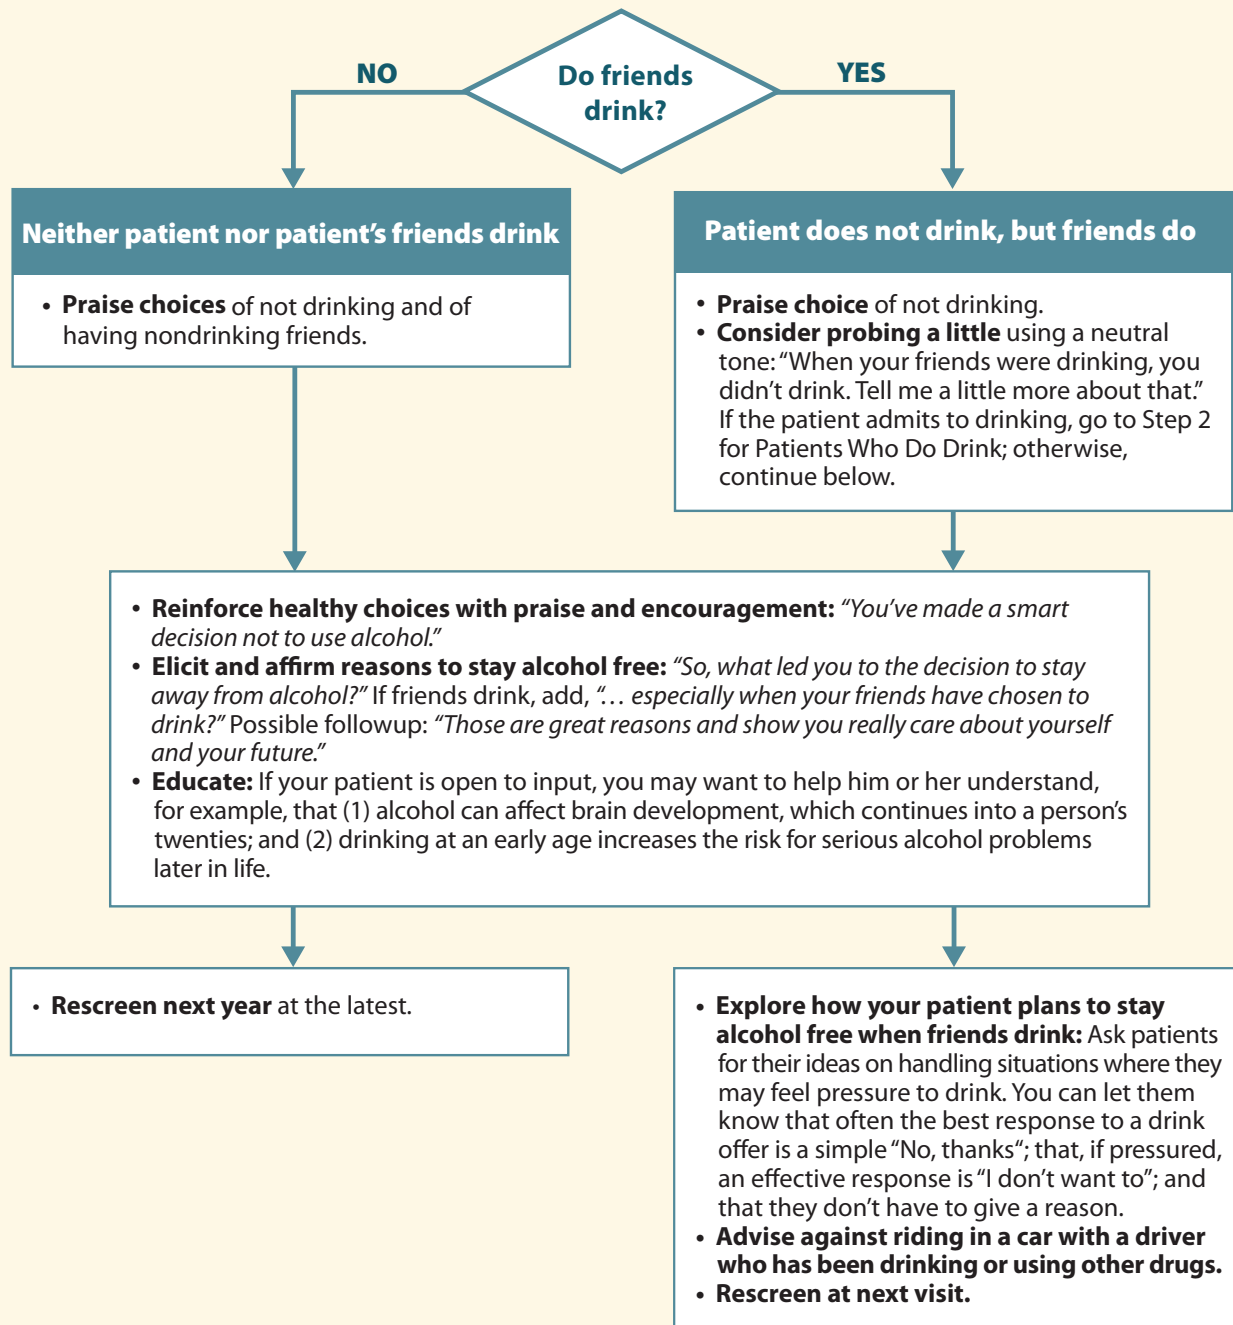 Do friends
drink?
NO
YES
Neither patient nor patient’s friends drink
• Praise choices of not drinking and of
having nondrinking friends.
Patient does not drink, but friends do
• Praise choice of not drinking.
• Consider probing a little using a neutral
tone: “When your friends were drinking, you
didn’t drink. Tell me a little more about that.”
If the patient admits to drinking, go to Step 2
for Patients Who Do Drink; otherwise,
continue below.
• Reinforce healthy choices with praise and encouragement: “You’ve made a smart
decision not to use alcohol.”
• Elicit and affirm reasons to stay alcohol free: “So, what led you to the decision to stay
away from alcohol?” If friends drink, add, “… especially when your friends have chosen to
drink?” Possible followup: “Those are great reasons and show you really care about yourself
and your future.”
• Educate: If your patient is open to input, you may want to help him or her understand,
for example, that (1) alcohol can affect brain development, which continues into a person’s
twenties; and (2) drinking at an early age increases the risk for serious alcohol problems
later in life.
• Rescreen next year at the latest.
• Explore how your patient plans to stay
alcohol free when friends drink: Ask patients
for their ideas on handling situations where they
may feel pressure to drink. You can let them
know that often the best response to a drink
offer is a simple “No, thanks“; that, if pressured,
an effective response is “I don’t want to”; and
that they don’t have to give a reason.
• Advise against riding in a car with a driver
who has been drinking or using other drugs.
• Rescreen at next visit.